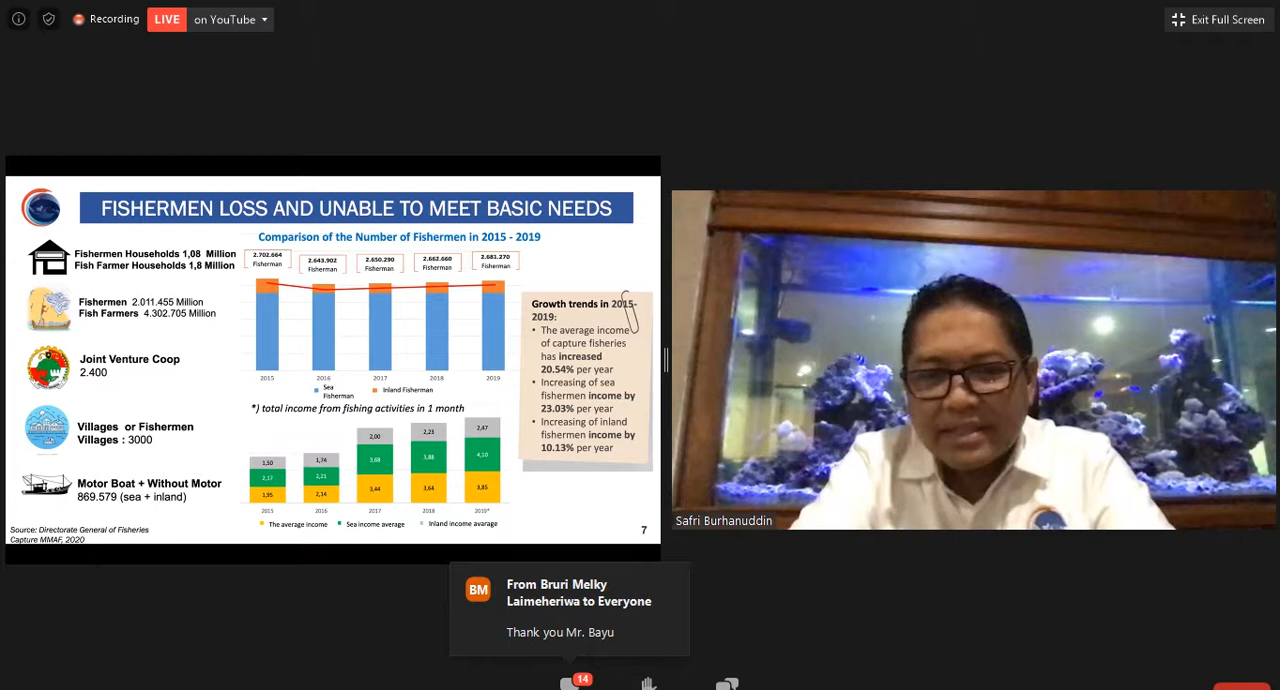 Recording
LIVE on YouTube
Exit Full Screen
FISHERMEN LOSS AND UNABLE TO MEET BASIC NEEDS
Fishermen Households 1,08 Million
Fish Farmer Households 1,8 Million
Fishermen 2.011.455 Million
Fish Farmers 4.302.705 Million
Joint Venture Coop
2.400
Villages or Fishermen
Villages : 3000
Motor Boat + Without Motor
869.579 (sea + inland)
Source: Directorate General of Fisheries
Capture MMAF, 2020
Comparison of the Number of Fishermen in 2015 - 2019
2.702.664 Fisherman
2.643.902 Fisherman
2.650.290 Fisherman
2.662.660 Fisherman
2.681.270 Fisherman
2015 2016 2017 2018 2019
Sea Fisherman
Inland Fisherman
*) total income from fishing activities in 1 month
1,50 1,74 2,00 2,23 2,47
2,17 2,21 3,68 3,88 4,10
1,95 2,14 3,44 3,64 3,85
2015 2016 2017 2018 2019*
The average income
Sea income average
Inland income avarage
Growth trends in 2015-
2019:
• The average income
of capture fisheries
has increased
20.54% per year
• Increasing of sea
fishermen income by
23.03% per year
• Increasing of inland
fishermen income by
10.13% per year
7
Safri Burhanuddin
BM
From Bruri Melky
Laimeheriwa to Everyone
Thank you Mr. Bayu
14